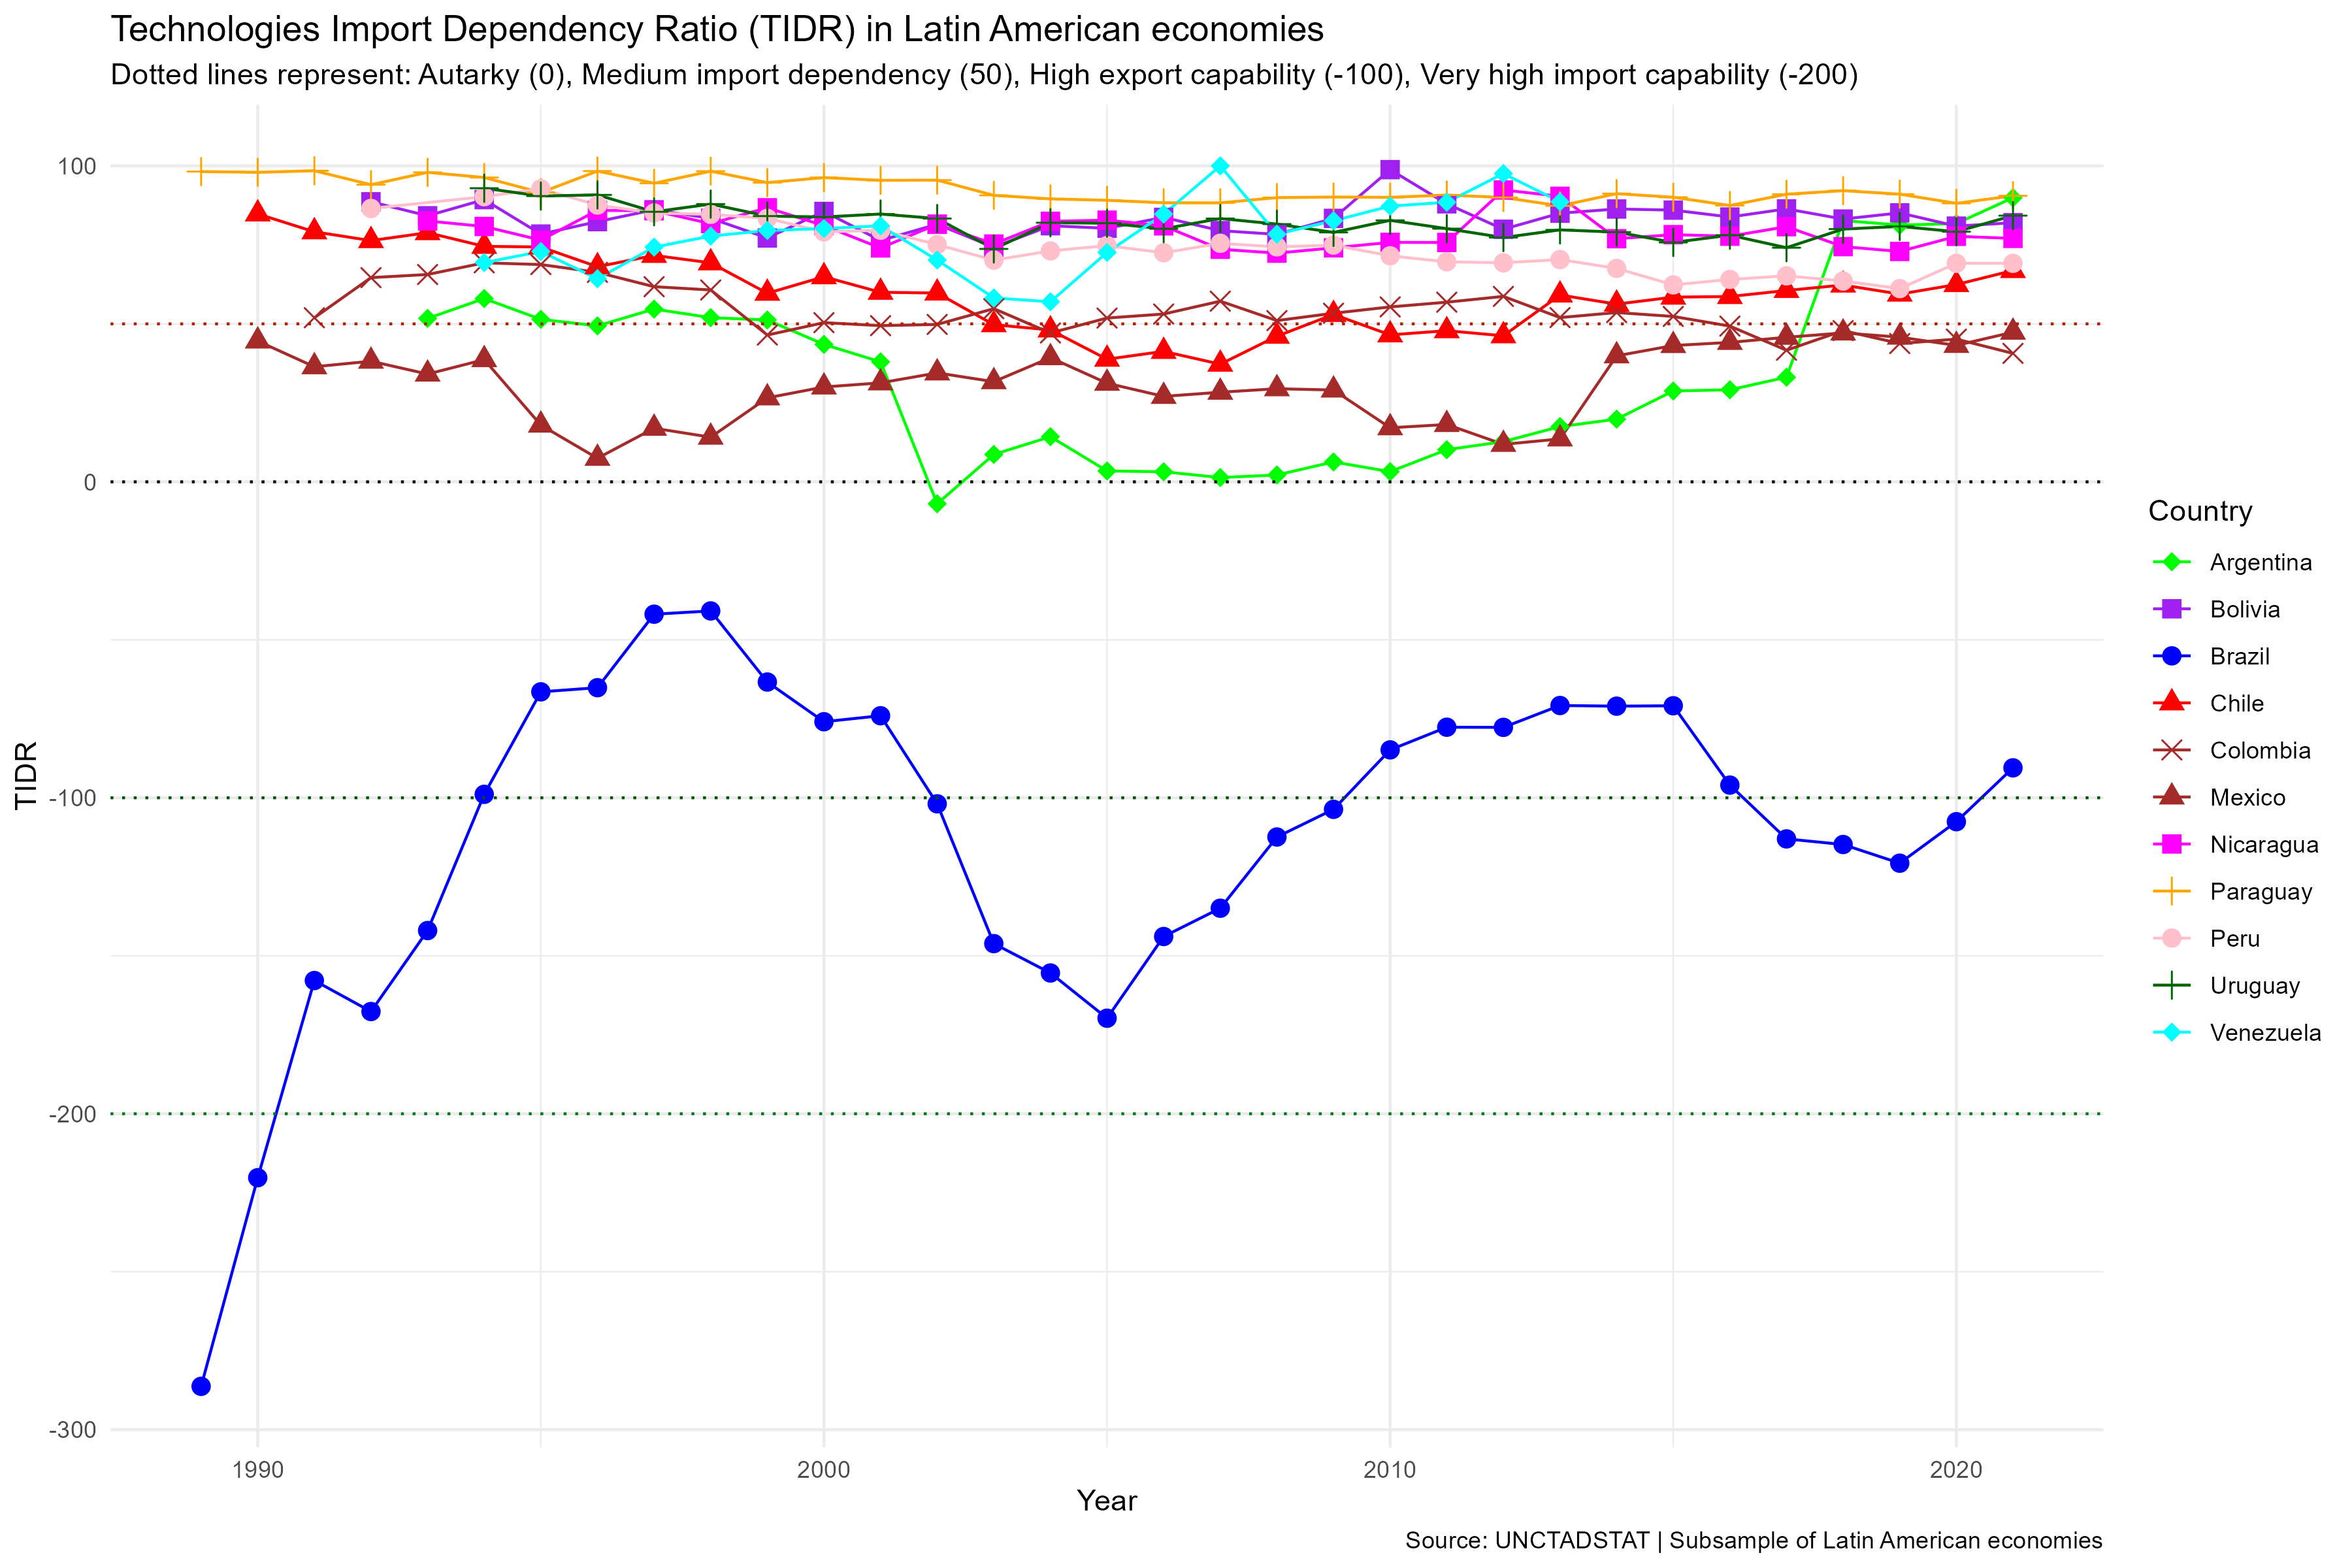 Technologies Import Dependency Ratio (TIDR) in Latin American economies
Dotted lines represent: Autarky (0), Medium import dependency (50), High export capability (-100), Very high import capability (-200)
100
0
-100
-200
-300
TIDR
1990
2000
2010
2020
Year
Country
Argentina
Bolivia
Brazil
Chile
Colombia
Mexico
Nicaragua
Paraguay
Peru
Uruguay
Venezuela
Source: UNCTADSTAT | Subsample of Latin American economies